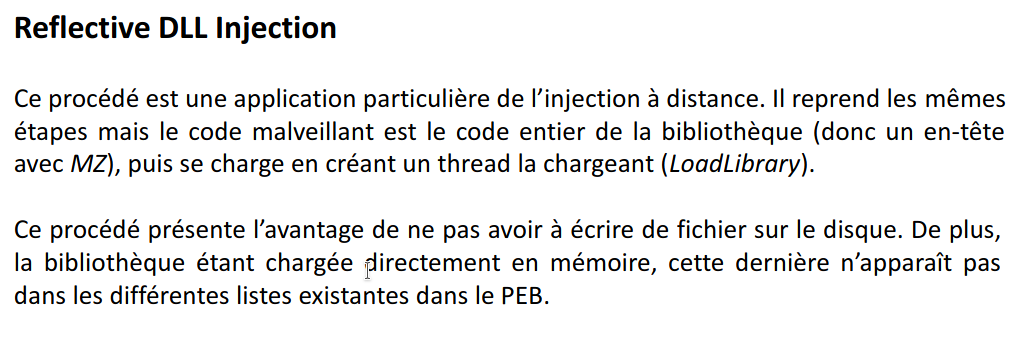 Reflective DLL Injection
Ce procédé est une application particulière de l’injection à distance. Il reprend les mêmes
étapes mais le code malveillant est le code entier de la bibliothèque (donc un en-tête
avec MZ), puis se charge en créant un thread la chargeant (LoadLibrary).
Ce procédé présente l’avantage de ne pas avoir à écrire de fichier sur le disque. De plus,
la bibliothèque étant chargée directement en mémoire, cette dernière n’apparaît pas
dans les différentes listes existantes dans le PEB.